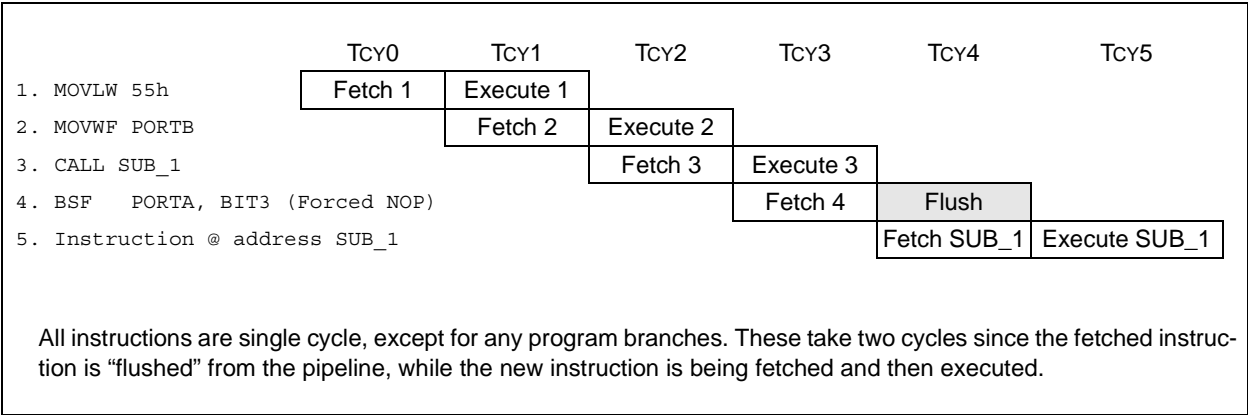 TCY0 TCY1 TCY2 TCY3 TCY4 TCY5
1. MOVLW 55h Fetch 1 Execute 1
2. MOVWF PORTB Fetch 2 Execute 2
3. CALL SUB_1 Fetch 3 Execute 3
4. BSF PORTA, BIT3 (Forced NOP) Fetch 4 Flush
5. Instruction @ address SUB_1 Fetch SUB_1 Execute SUB_1
All instructions are single cycle, except for any program branches. These take two cycles since the fetched instruc-
tion is “flushed” from the pipeline, while the new instruction is being fetched and then executed.